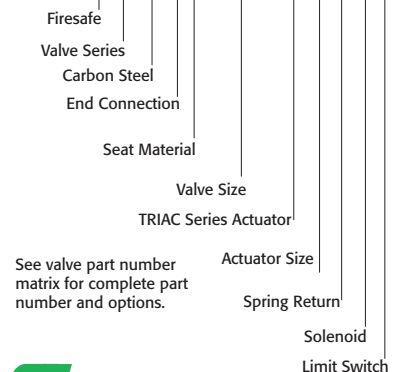 Firesafe
Valve Series
Carbon Steel
End Connection
Seat Material
Valve Size
TRIAC Series Actuator
Actuator Size
See valve part number
matrix for complete part
number and options.
Spring Return
Solenoid
Limit Switch